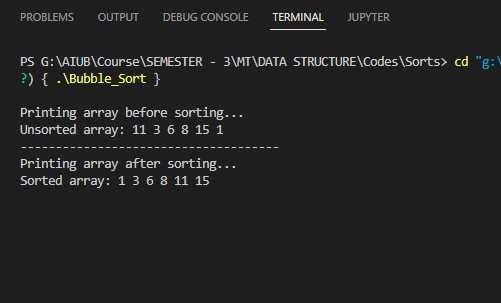 PROBLEMS OUTPUT DEBUG CONSOLE TERMINAL JUPYTER
PS G:\AIUB\Course\SEMESTER - 3\MT\DATA STRUCTURE\Codes\Sorts> cd "g:\
?) { .\Bubble_Sort }
Printing array before sorting...
Unsorted array: 11 3 6 8 15 1
-------------------------------------
Printing array after sorting...
Sorted array: 1 3 6 8 11 15